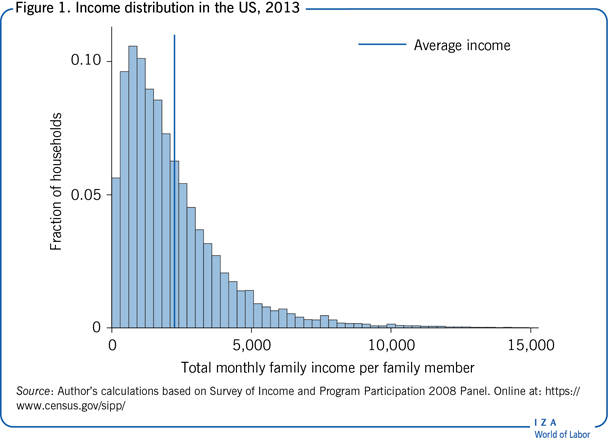 Figure 1. Income distribution in the US, 2013
Average income
0.10
0.05
0
Fraction of households
0
5,000
10,000
15,000
Total monthly family income per family member
Source: Author's calculations based on Survey of Income and Program Participation 2008 Panel. Online at: https://
www.census.gov/sipp/
I Z A
World of Labor